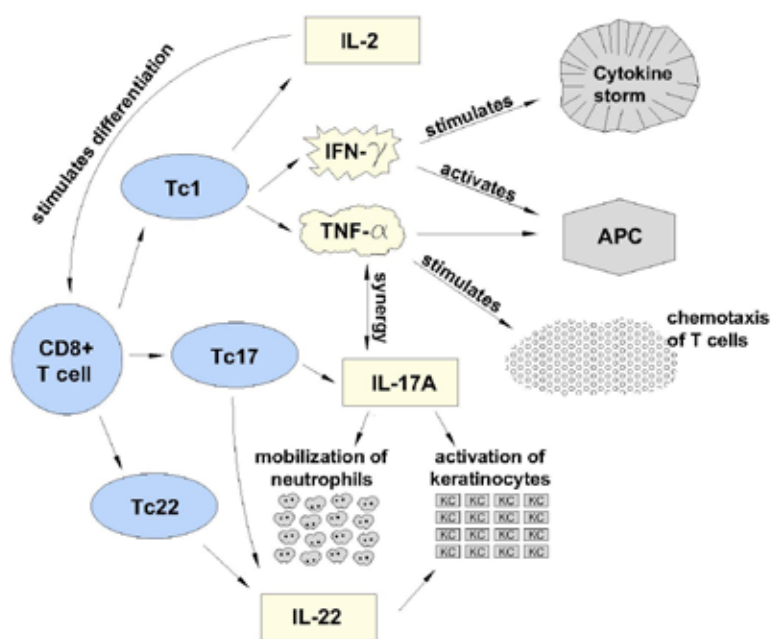 IL-2
Cytokine
storm
stimulates differentiation
stimulates
IFN-γ
Tc1
activates
TNF-α
APC
stimulates
synergy
chemotaxis
of T cells
CD8+
T cell
Tc17
IL-17A
mobilization of
neutrophils
activation of
keratinocytes
Tc22
KC KC KC KC
KC KC KC KC
KC KC KC KC
KC KC KC KC
IL-22